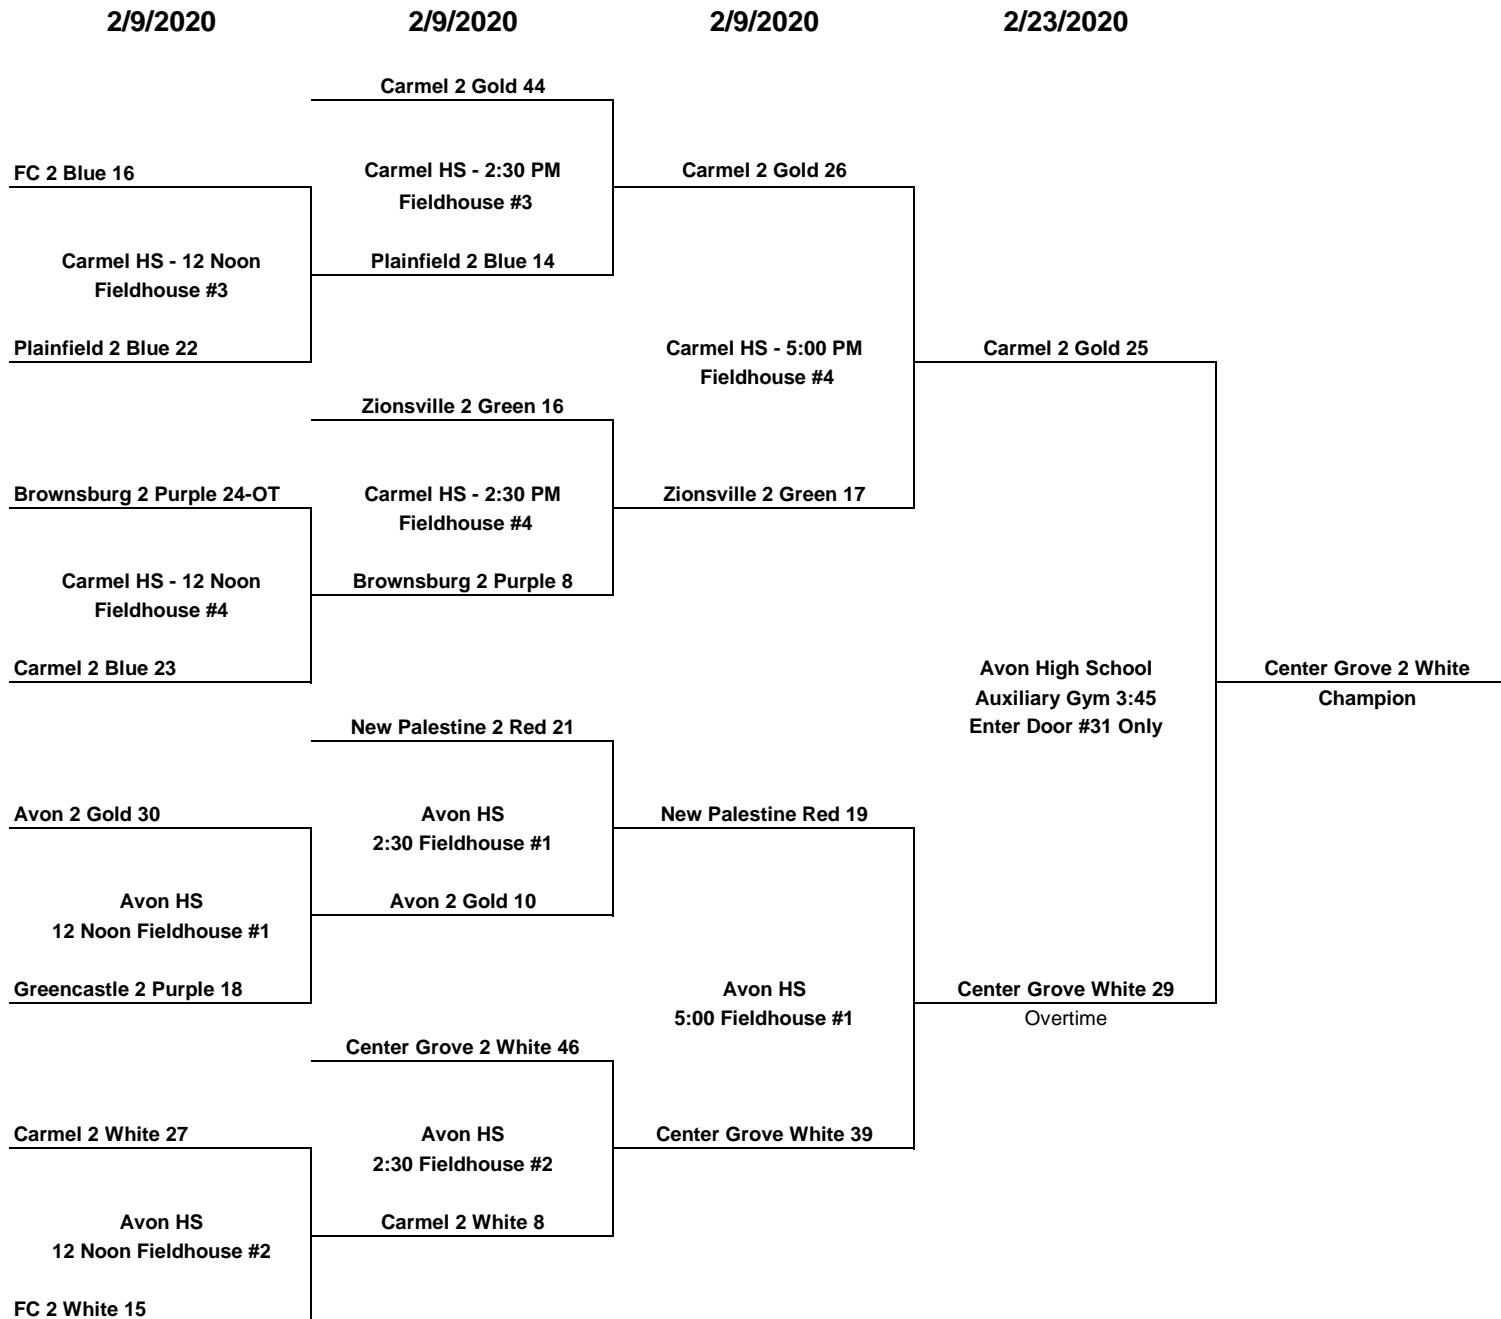 2/9/2020 2/9/2020 2/9/2020 2/23/2020
Carmel 2 Gold 44
FC 2 Blue 16
Carmel HS - 2:30 PM
Fieldhouse #3
Carmel 2 Gold 26
Carmel HS - 12 Noon
Fieldhouse #3
Plainfield 2 Blue 14
Plainfield 2 Blue 22
Carmel HS - 5:00 PM
Fieldhouse #4
Carmel 2 Gold 25
Zionsville 2 Green 16
Brownsburg 2 Purple 24-OT
Carmel HS - 2:30 PM
Fieldhouse #4
Zionsville 2 Green 17
Carmel HS - 12 Noon
Fieldhouse #4
Brownsburg 2 Purple 8
Carmel 2 Blue 23
Avon High School
Auxiliary Gym 3:45
Enter Door #31 Only
Center Grove 2 White
Champion
New Palestine 2 Red 21
Avon 2 Gold 30
Avon HS
2:30 Fieldhouse #1
New Palestine Red 19
Avon HS
12 Noon Fieldhouse #1
Avon 2 Gold 10
Greencastle 2 Purple 18
Avon HS
5:00 Fieldhouse #1
Center Grove White 29
Overtime
Center Grove 2 White 46
Carmel 2 White 27
Avon HS
2:30 Fieldhouse #2
Center Grove White 39
Avon HS
12 Noon Fieldhouse #2
Carmel 2 White 8
FC 2 White 15